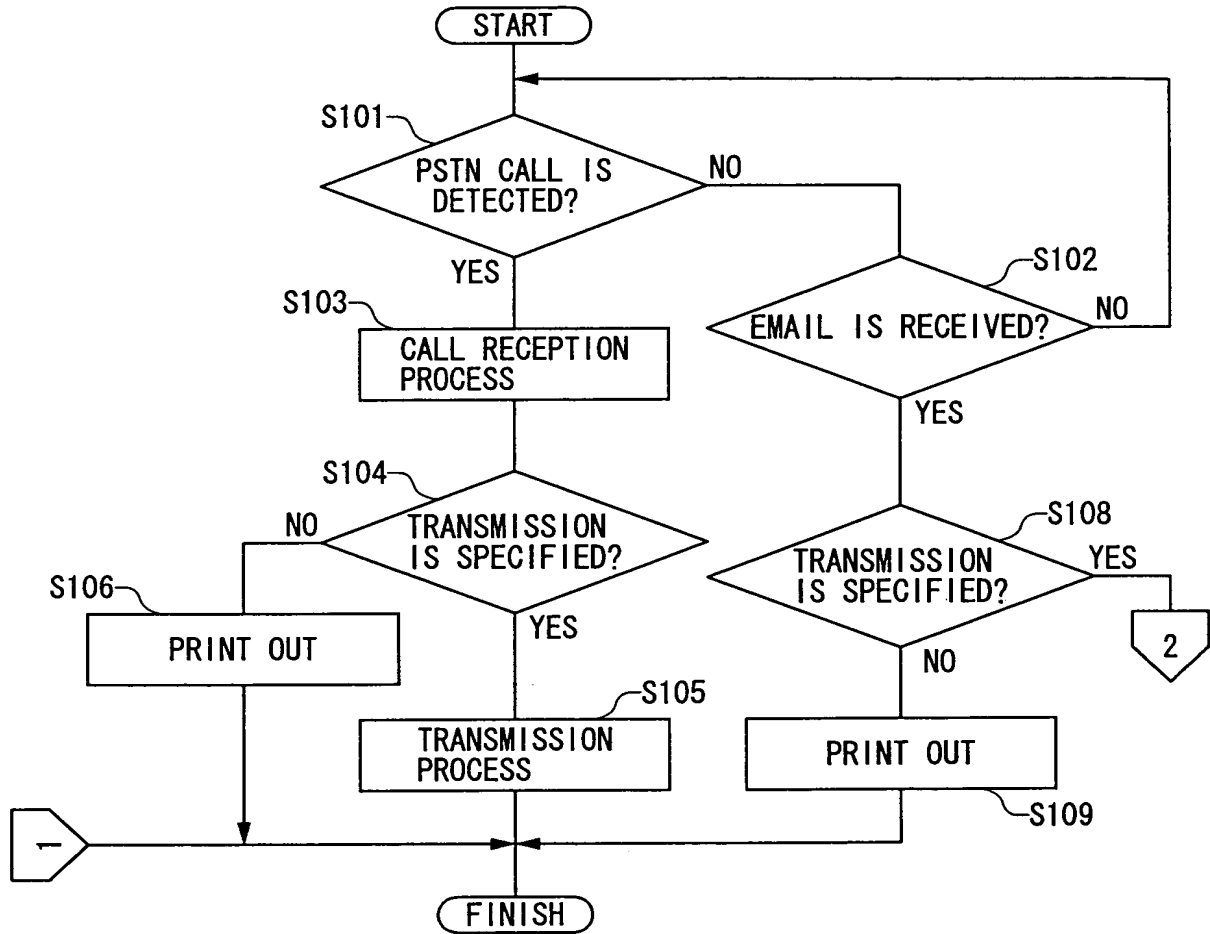 START
S101
PSTN CALL IS
DETECTED?
NO
YES
S102
EMAIL IS RECEIVED?
NO
YES
S103
CALL RECEPTION
PROCESS
S104
TRANSMISSION
IS SPECIFIED?
NO
YES
S108
TRANSMISSION
IS SPECIFIED?
YES
NO
2
S106
PRINT OUT
S105
TRANSMISSION
PROCESS
PRINT OUT
S109
1
FINISH